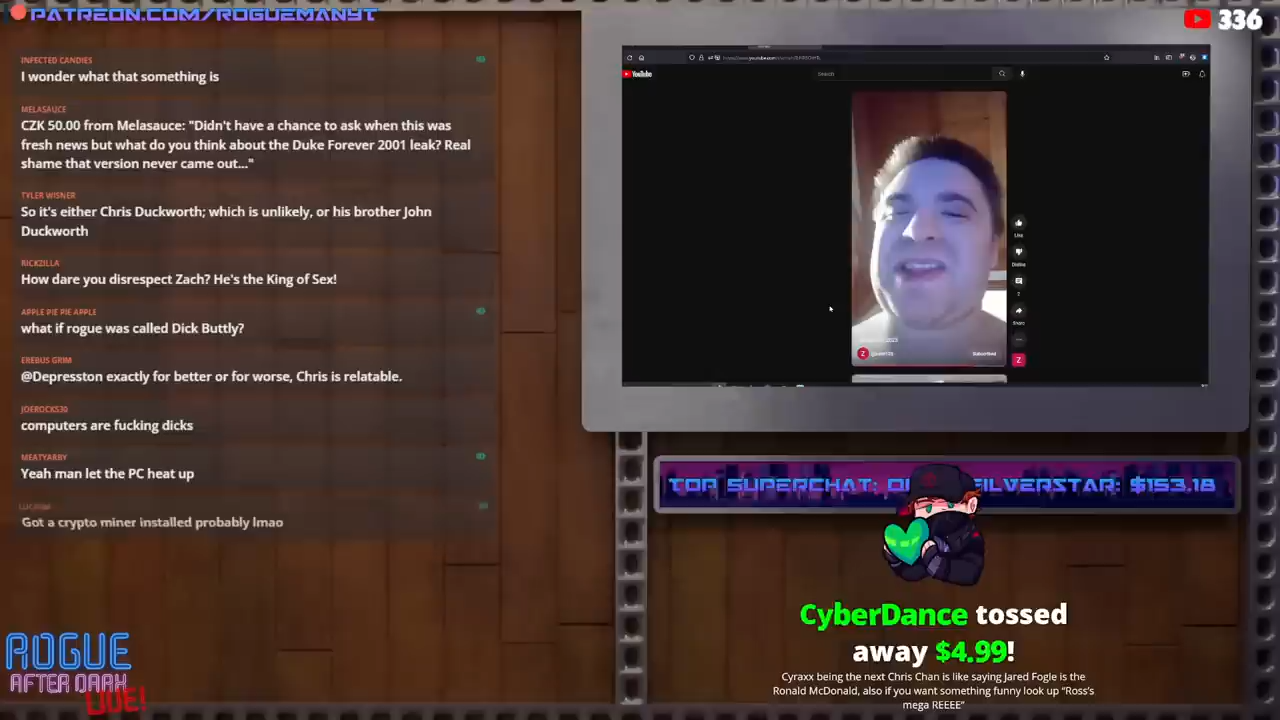 PATREON.COM/ROGUEMANYT
336
INFECTED CANDIES
I wonder what that something is
MELASAUCE
CZK 50.00 from Melasauce: "Didn't have a chance to ask when this was
fresh news but what do you think about the Duke Forever 2001 leak? Real
shame that version never came out..."
TYLER WISNER
So it's either Chris Duckworth; which is unlikely, or his brother John
Duckworth
RICKZILLA
How dare you disrespect Zach? He's the King of Sex!
APPLE PIE PIE APPLE
what if rogue was called Dick Buttly?
EREBUS GRIM
@Depresston exactly for better or for worse, Chris is relatable.
JOEROCKS30
computers are fucking dicks
MEATYARBY
Yeah man let the PC heat up
Got a crypto miner installed probably lmao
YouTube
Search
Like
Dislike
Share
Z
Subscribed
Z
TOP SUPERCHAT: ILVERSTAR: $153.18
CyberDance tossed
away $4.99!
Cyraxx being the next Chris Chan is like saying Jared Fogle is the
Ronald McDonald, also if you want something funny look up "Ross's
mega REEEE"
ROGUE
AFTER DARK
LIVE!